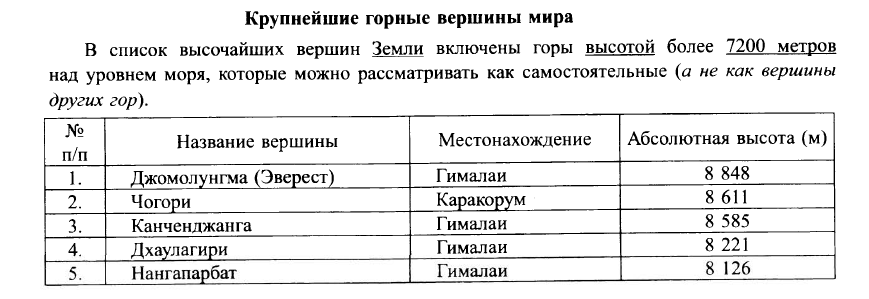 Крупнейшие горные вершины мира
В список высочайших вершин Земли включены горы высотой более 7200 метров
над уровнем моря, которые можно рассматривать как самостоятельные (а не как вершины
других гор).
№ п/п Название вершины Местонахождение Абсолютная высота (м)
1. Джомолунгма (Эверест) Гималаи 8 848
2. Чогори Каракорум 8 611
3. Канченджанга Гималаи 8 585
4. Дхаулагири Гималаи 8 221
5. Нангапарбат Гималаи 8 126